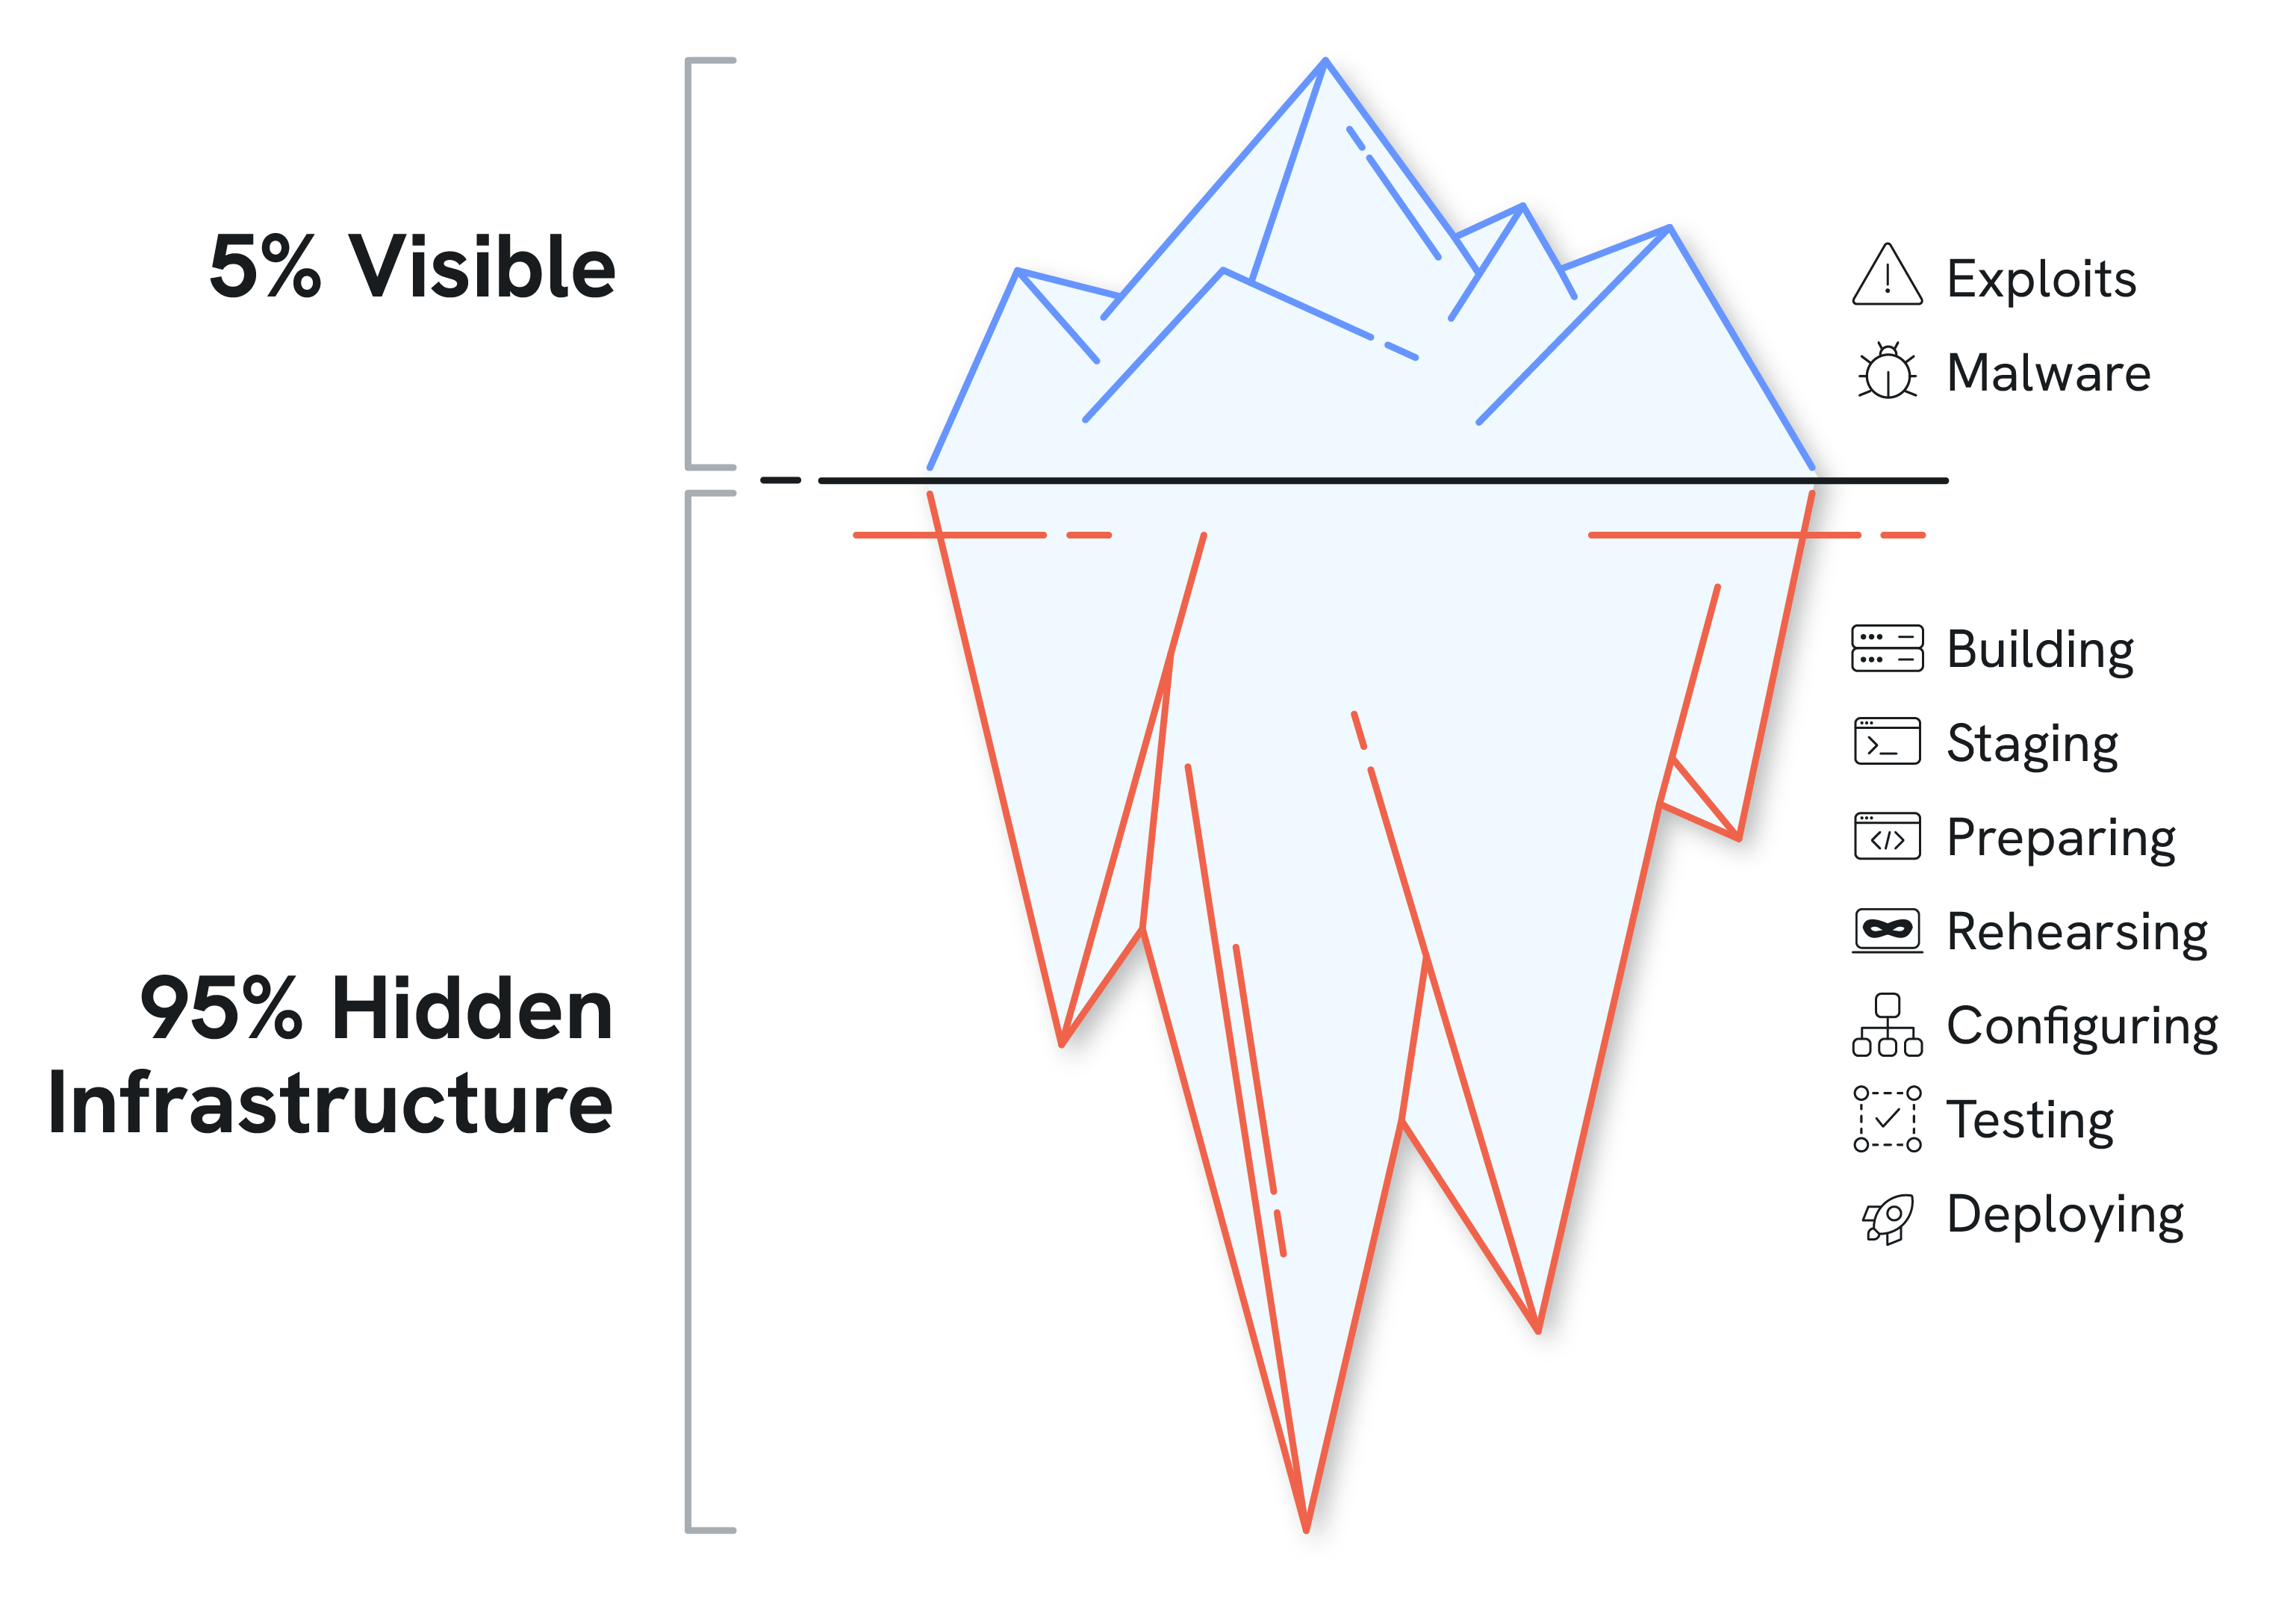 5% Visible
Exploits
Malware
95% Hidden
Infrastructure
Building
Staging
Preparing
Rehearsing
Configuring
Testing
Deploying